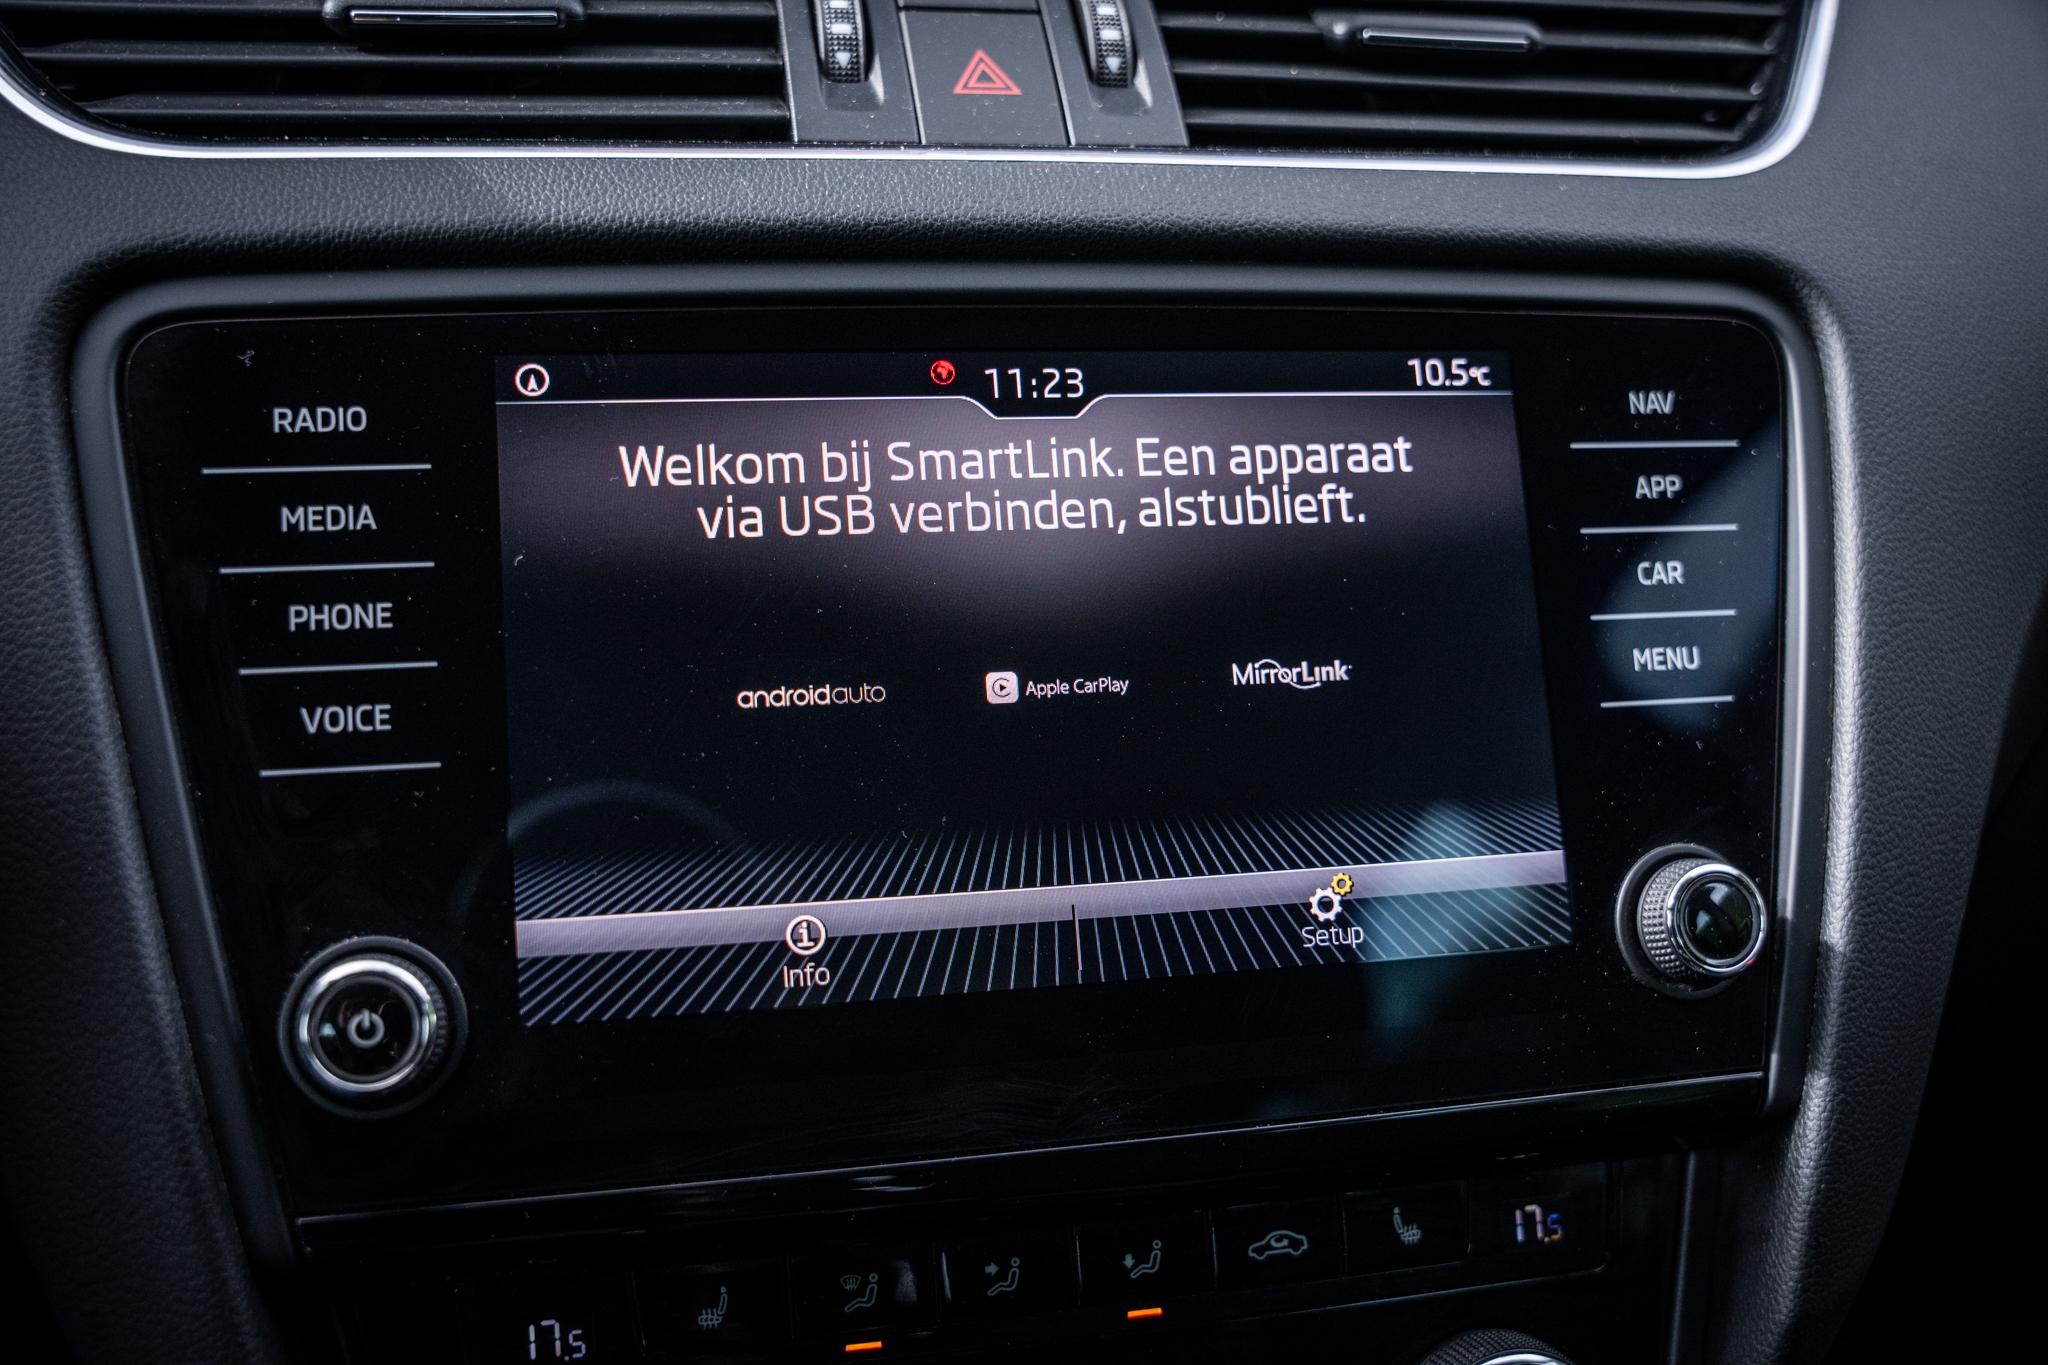 11:23
10.5°C
RADIO
MEDIA
PHONE
VOICE
Welkom bij SmartLink. Een apparaat
via USB verbinden, alstublieft.
androidauto
Apple CarPlay
MirrorLink
Info
Setup
NAV
APP
CAR
MENU
17.5
17.5